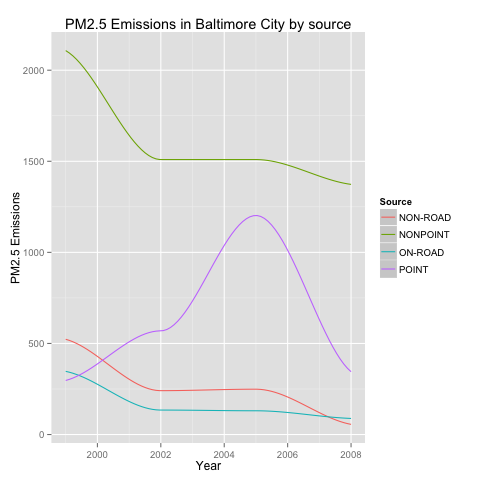 PM2.5 Emissions in Baltimore City by source
PM2.5 Emissions
2000
1500
1000
500
0
2000
2002
2004
2006
2008
Year
Source
NON-ROAD
NONPOINT
ON-ROAD
POINT